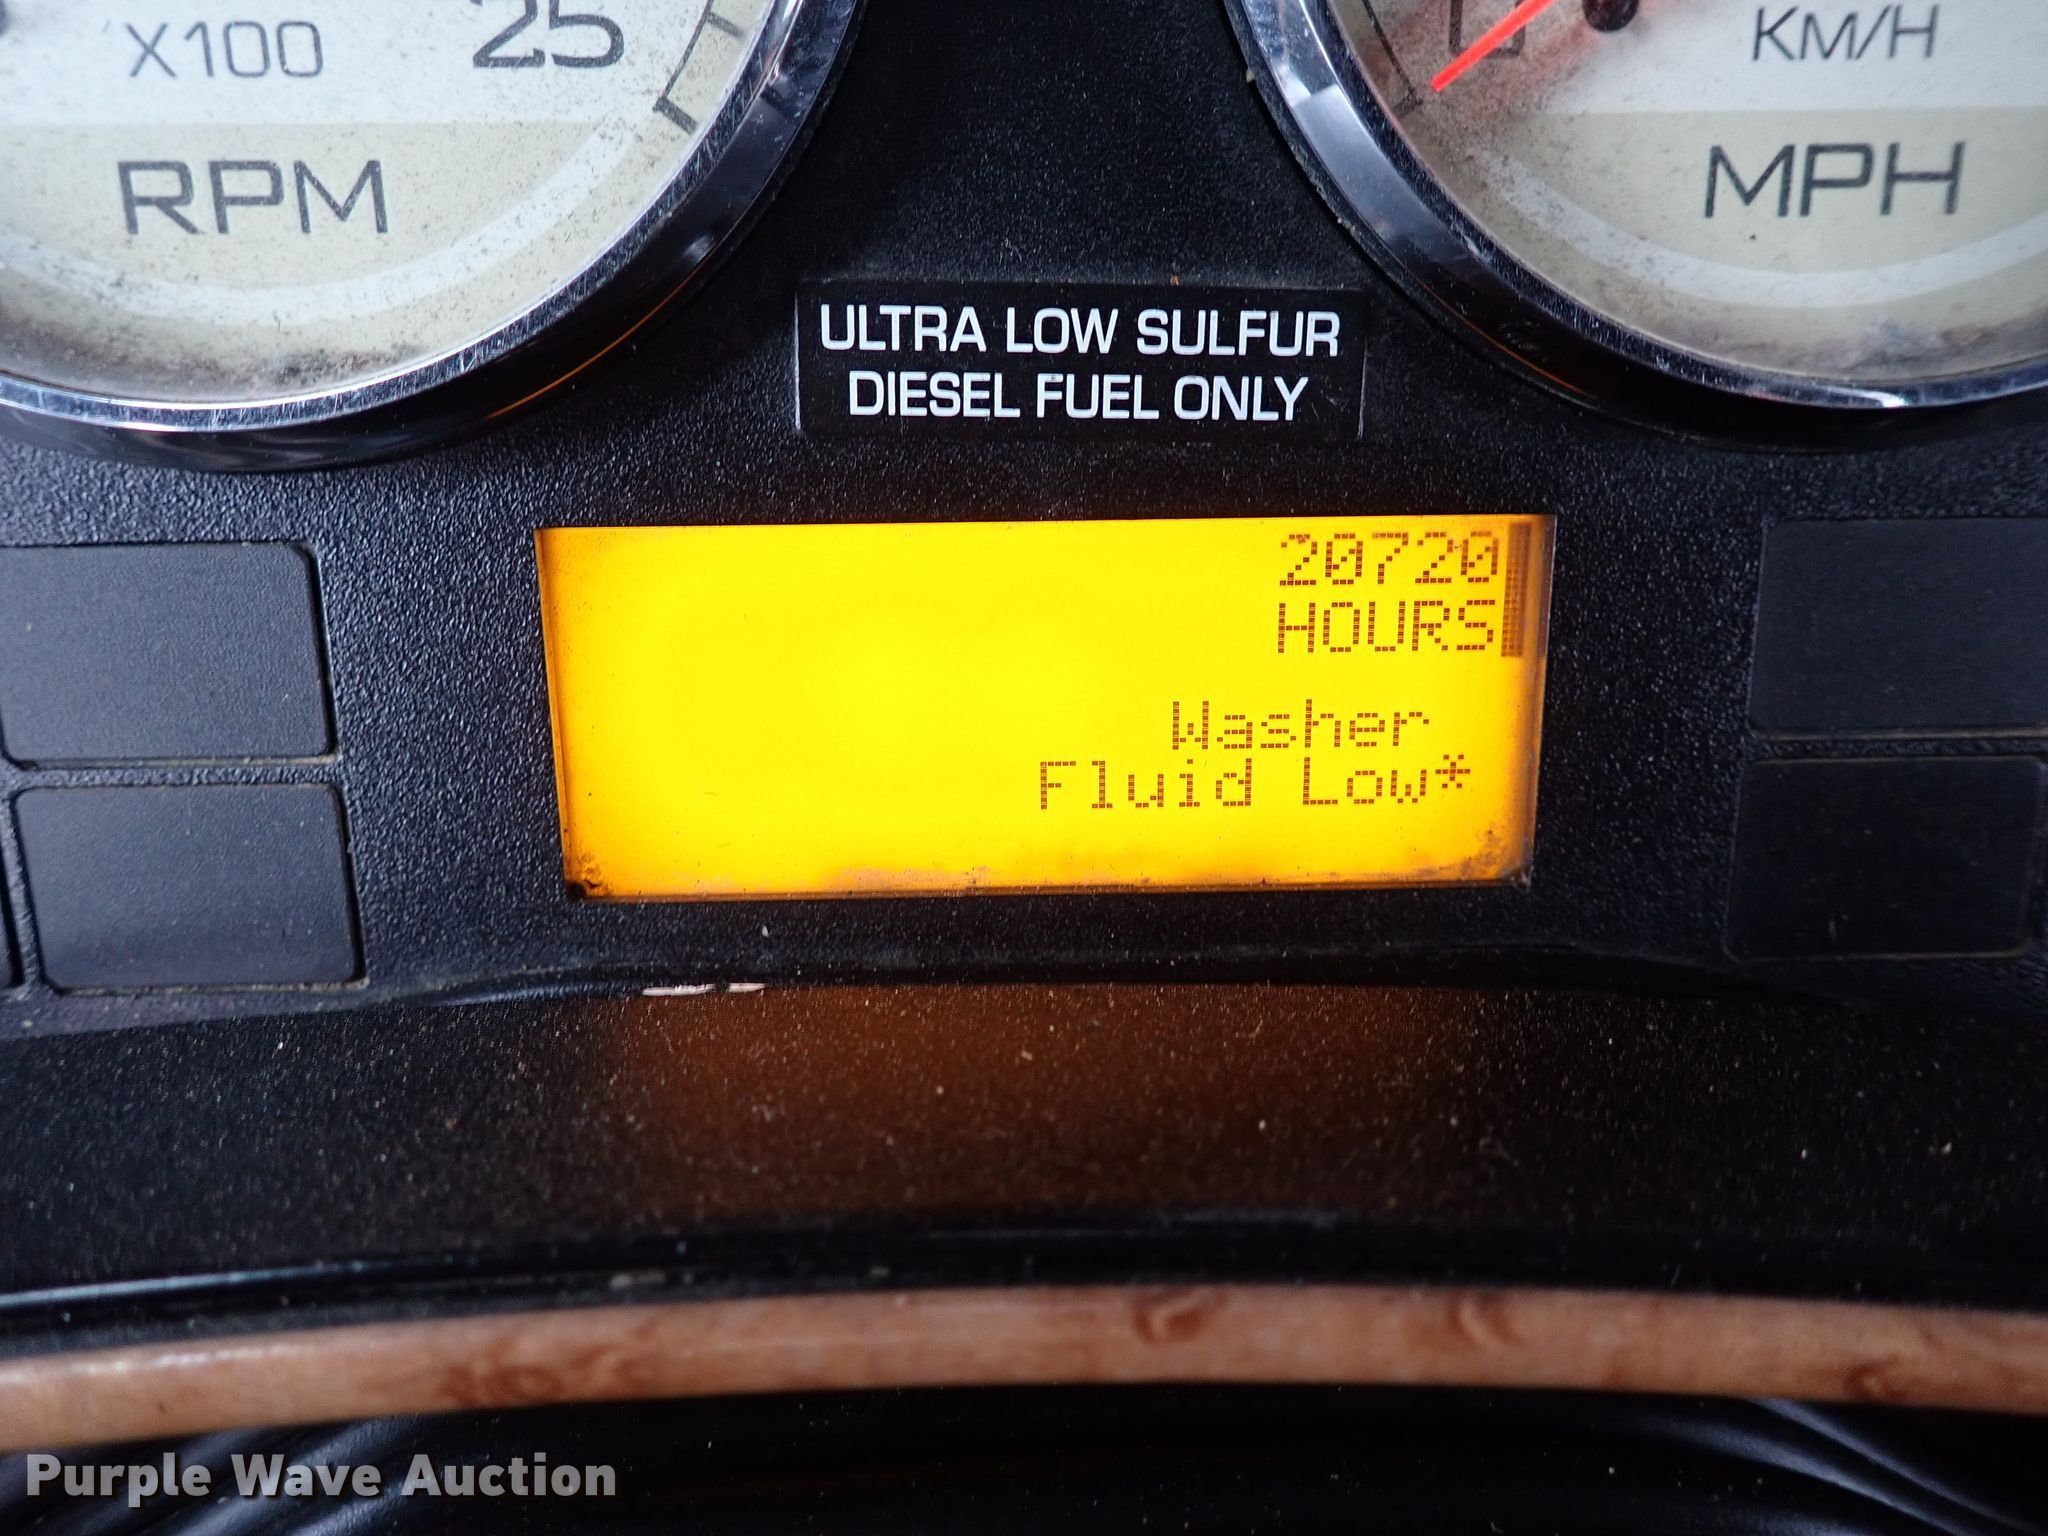 X100
25
RPM
KM/H
MPH
ULTRA LOW SULFUR
DIESEL FUEL ONLY
20720
HOURS
Washer
Fluid Low*
Purple Wave Auction